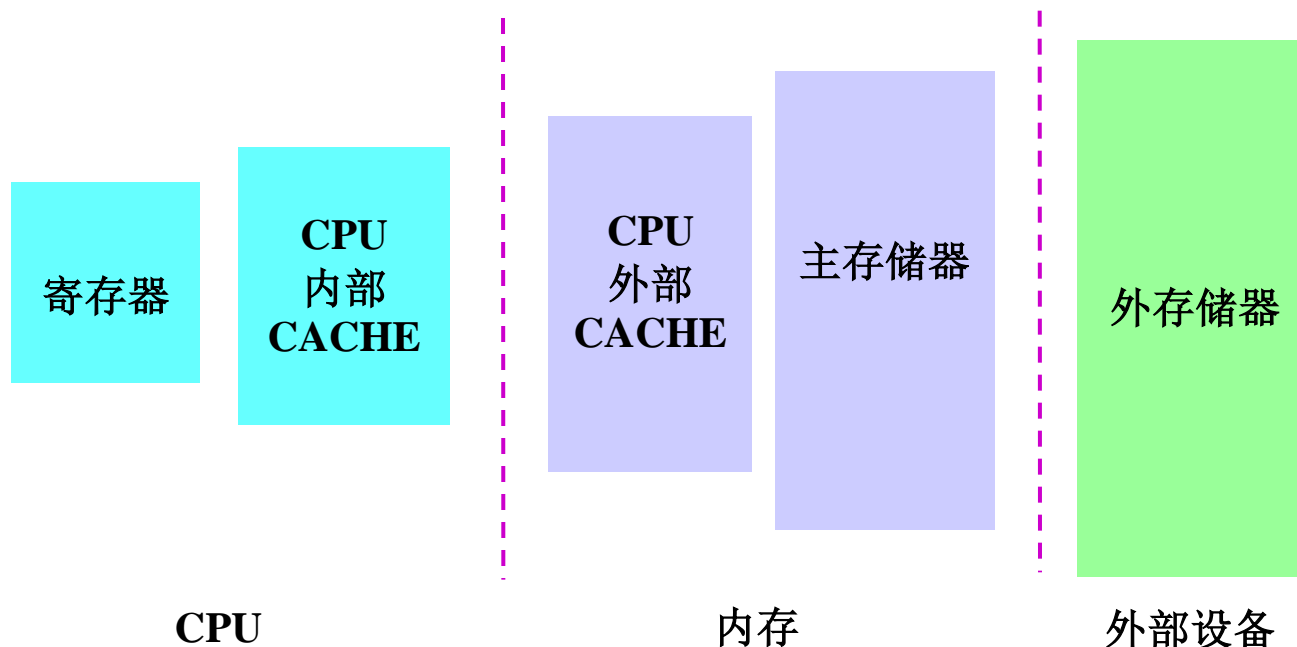 寄存器
CPU
内部
CACHE
CPU
外部
CACHE
主存储器
外存储器
CPU
内存
外部设备